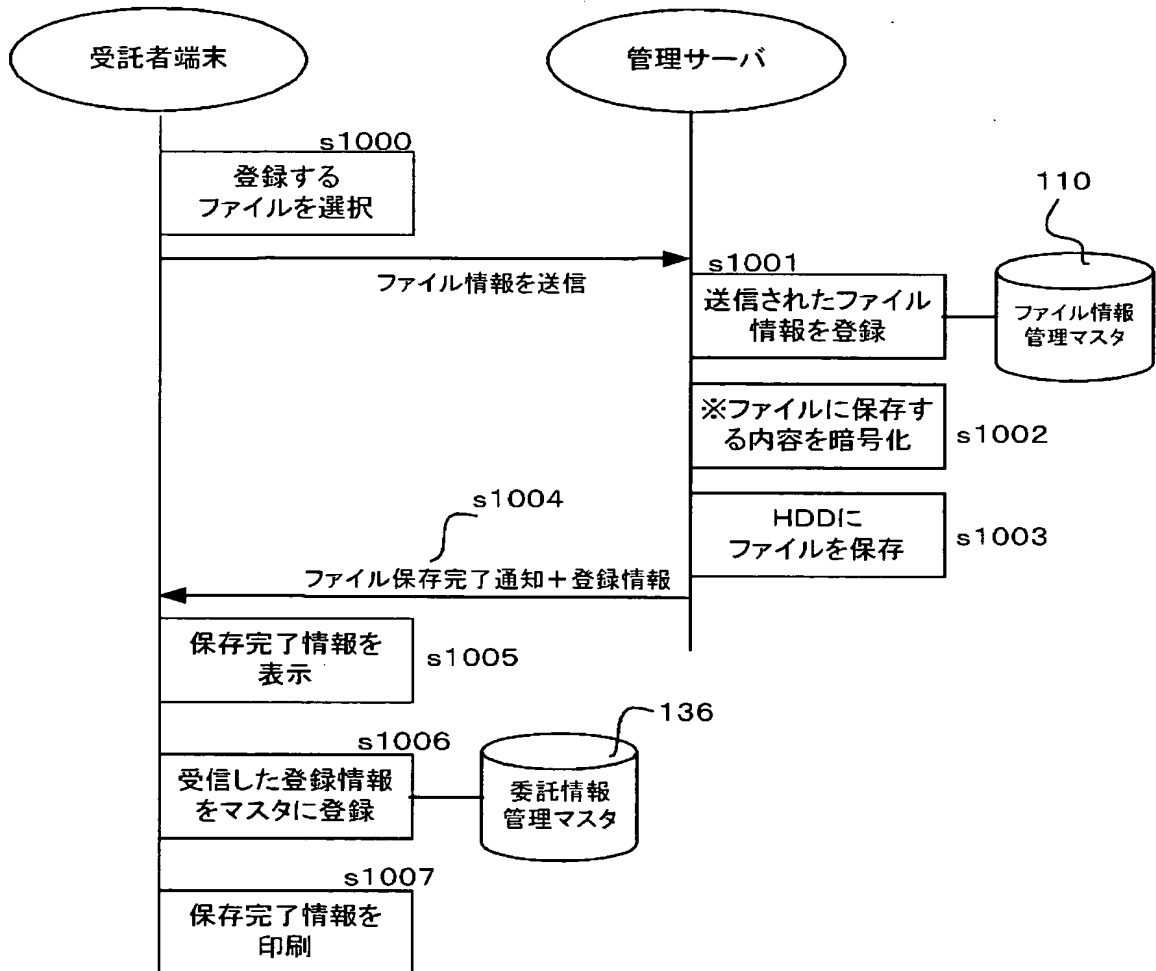 受託者端末
管理サーバ
s1000
登録する
ファイルを選択
ファイル情報を送信
s1001
送信されたファイル
情報を登録
110
ファイル情報
管理マスタ
※ファイルに保存す
る内容を暗号化
s1002
HDDに
ファイルを保存
s1003
s1004
ファイル保存完了通知＋登録情報
保存完了情報を
表示
s1005
s1006
受信した登録情報
をマスタに登録
136
委託情報
管理マスタ
s1007
保存完了情報を
印刷